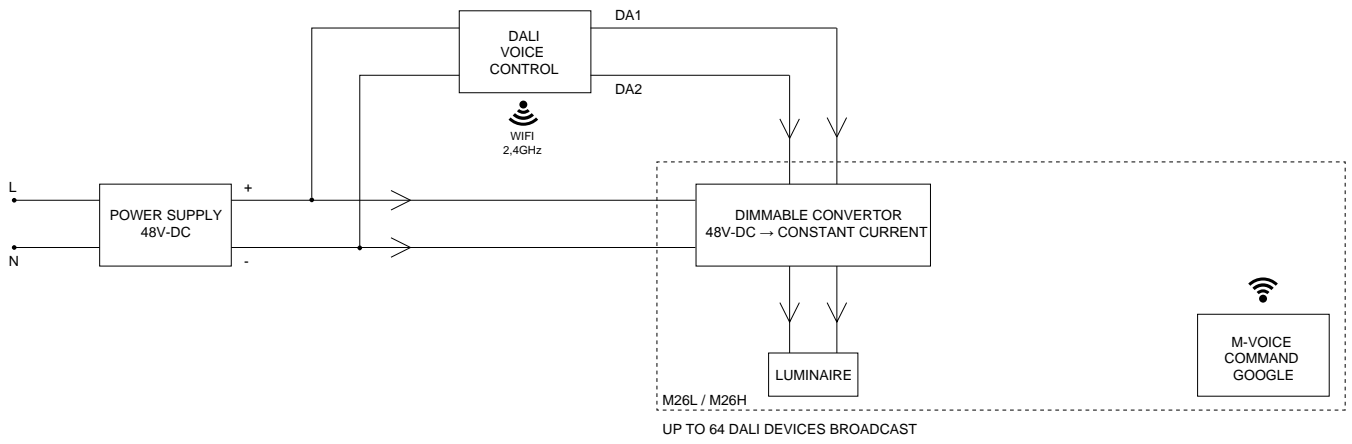 DA1
DALI
VOICE
CONTROL
DA2
WIFI
2,4GHz
L
+
POWER SUPPLY
48V-DC
N
-
DIMMABLE CONVERTOR
48V-DC → CONSTANT CURRENT
M-VOICE
COMMAND
GOOGLE
LUMINAIRE
M26L / M26H
UP TO 64 DALI DEVICES BROADCAST